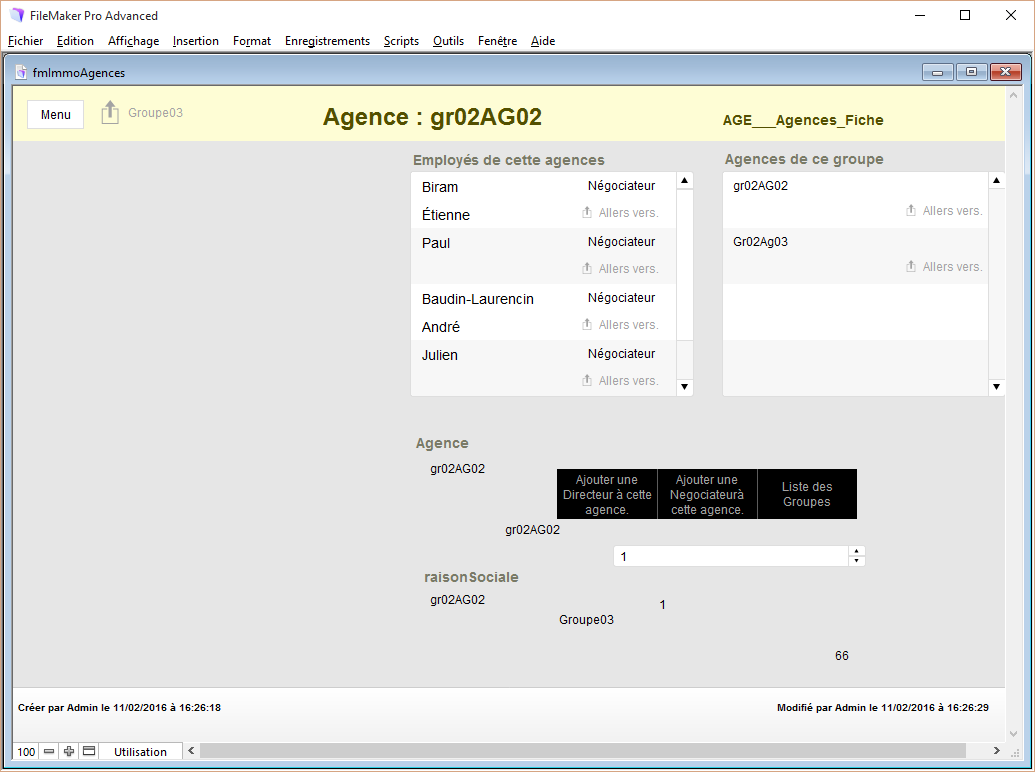 FileMaker Pro Advanced
Fichier Edition Affichage Insertion Format Enregistrements Scripts Outils Fenêtre Aide
fmImmoAgences
Menu
Groupe03
Agence : gr02AG02
AGE___Agences_Fiche
Employés de cette agences
Biram
Négociateur
Étienne
Allers vers.
Paul
Négociateur
Allers vers.
Baudin-Laurencin
Négociateur
André
Allers vers.
Julien
Négociateur
Allers vers.
Agences de ce groupe
gr02AG02
Allers vers.
Gr02Ag03
Allers vers.
Agence
gr02AG02
Ajouter une
Directeur à cette
agence.
Ajouter une
Negociateurà
cette agence.
Liste des
Groupes
gr02AG02
1
raisonSociale
gr02AG02
1
Groupe03
66
Créer par Admin le 11/02/2016 à 16:26:18
Modifié par Admin le 11/02/2016 à 16:26:29
100
Utilisation